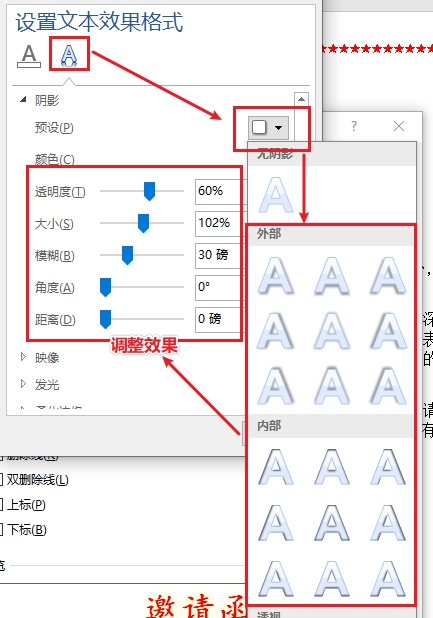 设置文本效果格式
阴影
预设(P)
颜色(C)
透明度(T) 60%
大小(S) 102%
模糊(B) 30 磅
角度(A) 0°
距离(D) 0 磅
调整效果
映像
发光
?
无阴影
外部
内部
双删除线(L)
上标(P)
下标(B)
邀请函